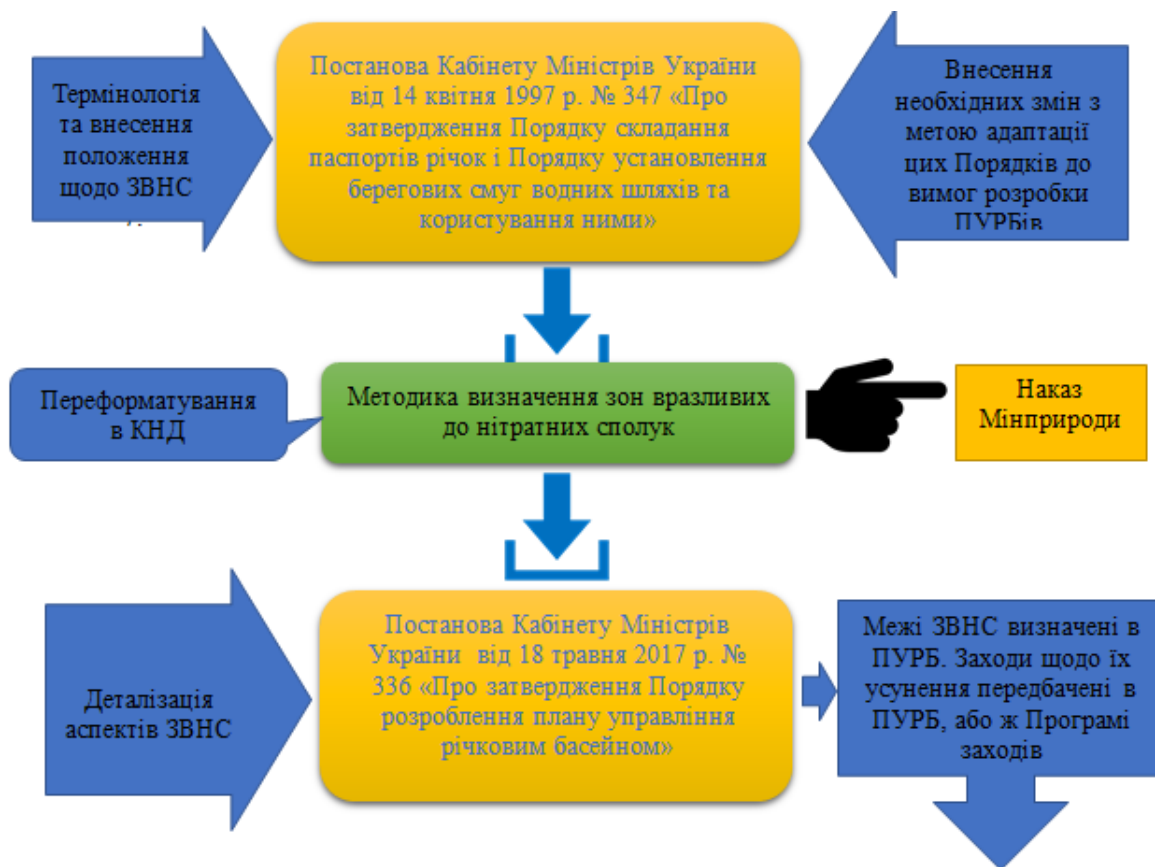 Термінологія
та внесення
положення
щодо ЗВНС
Постанова Кабінету Міністрів України
від 14 квітня 1997 р. № 347 «Про
затвердження Порядку складання
паспортів річок і Порядку установлення
берегових смуг водних шляхів та
користування ними»
Внесення
необхідних змін з
метою адаптації
цих Порядків до
вимог розробки
ПУРБів
Переформатування
в КНД
Методика визначення зон вразливих
до нітратних сполук
Наказ
Мінприроди
Деталізація
аспектів ЗВНС
Постанова Кабінету Міністрів
України від 18 травня 2017 р. №
336 «Про затвердження Порядку
розроблення плану управління
річковим басейном»
Межі ЗВНС визначені в
ПУРБ. Заходи щодо їх
усунення передбачені в
ПУРБ, або ж Програмі
заходів